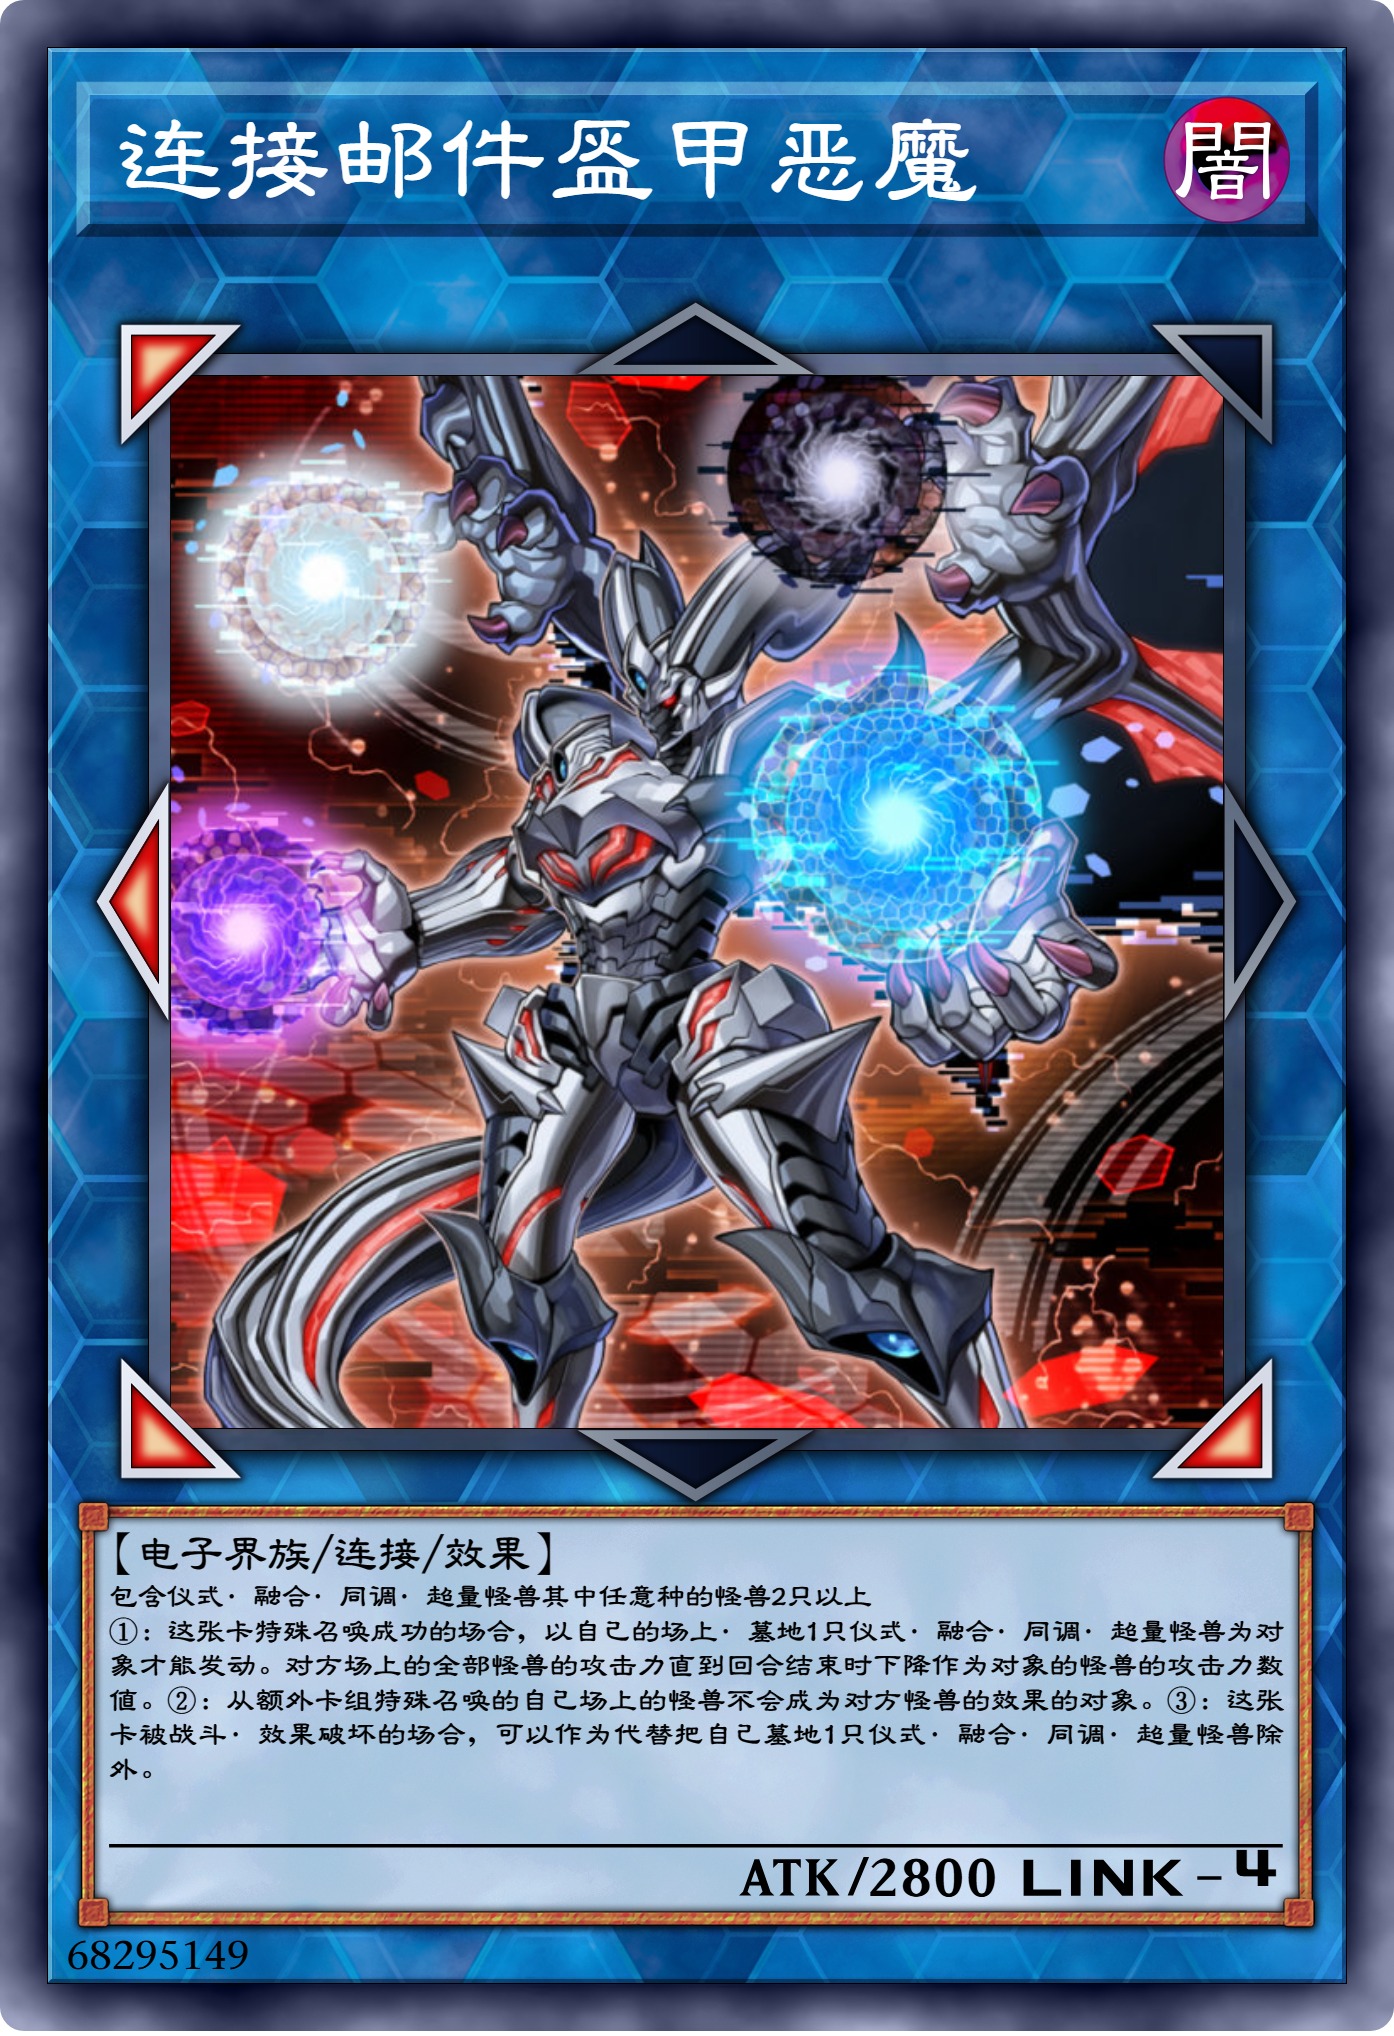 连接邮件盔甲恶魔
闇
【电子界族/连接/效果】
包含仪式·融合·同调·超量怪兽其中任意种的怪兽2只以上
①：这张卡特殊召唤成功的场合，以自己的场上·墓地1只仪式·融合·同调·超量怪兽为对
象才能发动。对方场上的全部怪兽的攻击力直到回合结束时下降作为对象的怪兽的攻击力数
值。②：从额外卡组特殊召唤的自己场上的怪兽不会成为对方怪兽的效果的对象。③：这张
卡被战斗·效果破坏的场合，可以作为代替把自己墓地1只仪式·融合·同调·超量怪兽除
外。
ATK/2800 LINK-4
68295149